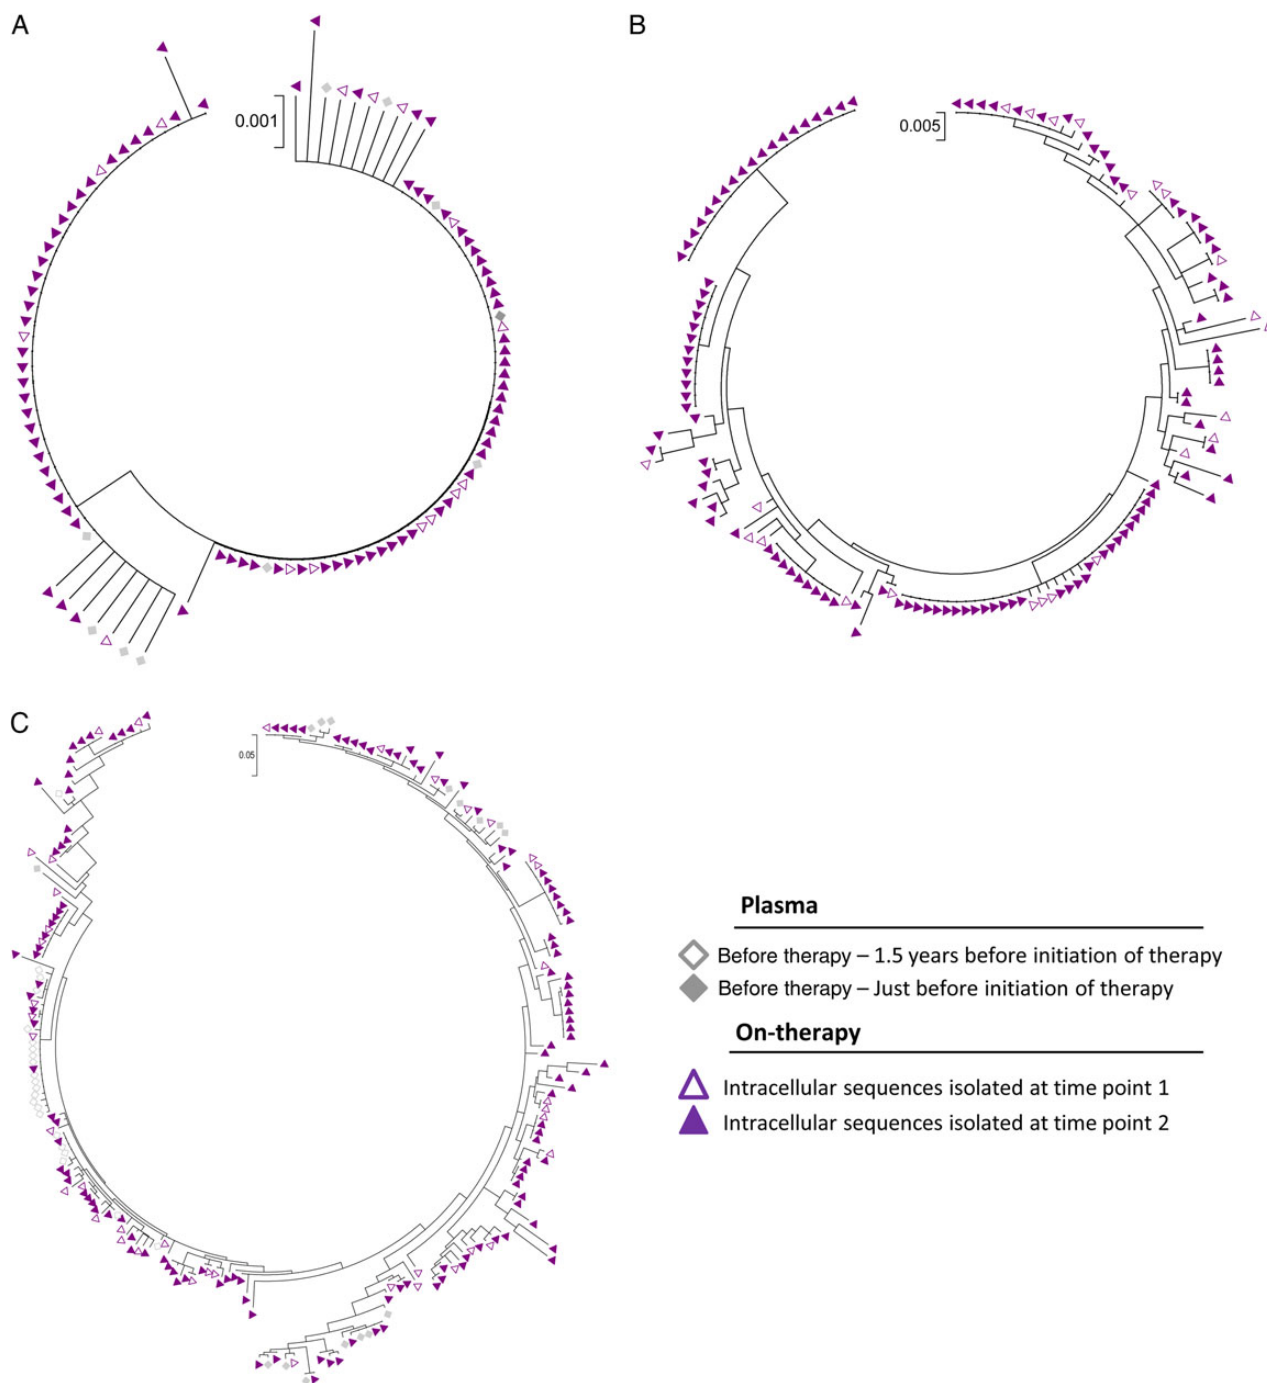 A
B
0.001
0.005
C
0.05
Plasma
Before therapy – 1.5 years before initiation of therapy
Before therapy – Just before initiation of therapy
On-therapy
Intracellular sequences isolated at time point 1
Intracellular sequences isolated at time point 2